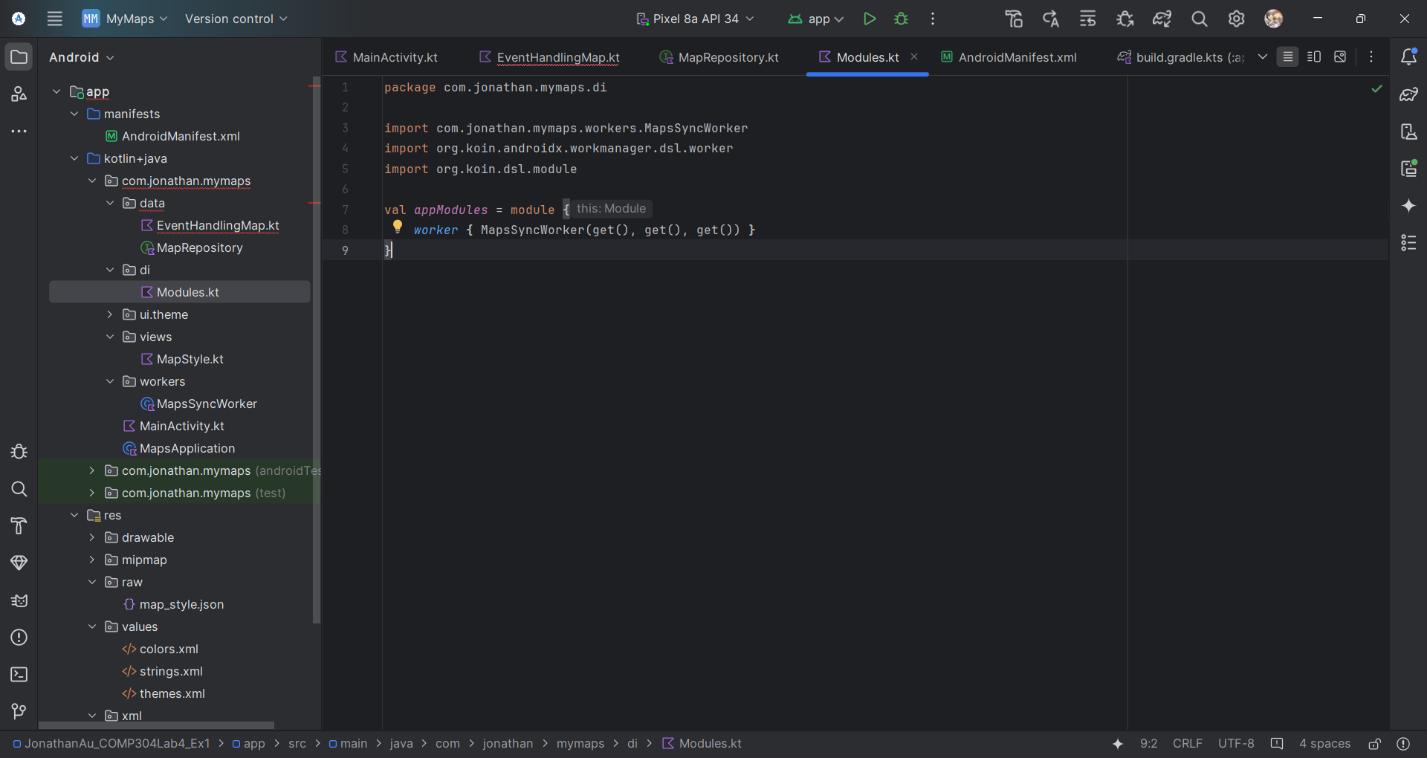 MM MyMaps Version control Pixel 8a API 34 app
Android
MainActivity.kt EventHandlingMap.kt MapRepository.kt Modules.kt AndroidManifest.xml build.gradle.kts (:a
app
manifests
AndroidManifest.xml
kotlin+java
com.jonathan.mymaps
data
EventHandlingMap.kt
MapRepository
di
Modules.kt
ui.theme
views
MapStyle.kt
workers
MapsSyncWorker
MainActivity.kt
MapsApplication
com.jonathan.mymaps (androidTes
com.jonathan.mymaps (test)
res
drawable
mipmap
raw
map_style.json
values
colors.xml
strings.xml
themes.xml
xml
1 package com.jonathan.mymaps.di
2
3 import com.jonathan.mymaps.workers.MapsSyncWorker
4 import org.koin.androidx.workmanager.dsl.worker
5 import org.koin.dsl.module
6
7 val appModules = module { this: Module
8 worker { MapsSyncWorker(get(), get(), get()) }
9 }
JonathanAu_COMP304Lab4_Ex1 > app > src > main > java > com > jonathan > mymaps > di > Modules.kt 9:2 CRLF UTF-8 4 spaces